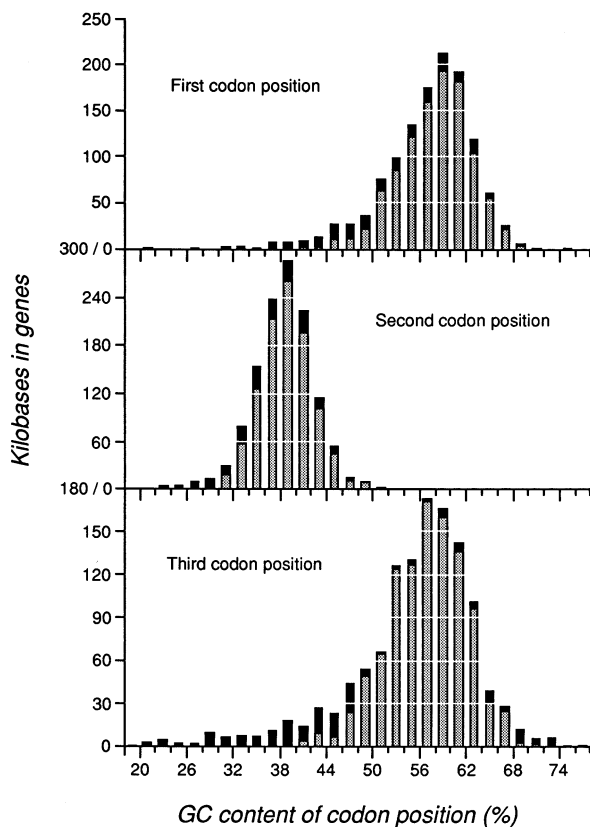 250
200
150
100
50
300 / 0
First codon position
240
180
120
60
180 / 0
Second codon position
150
120
90
60
30
0
Third codon position
20 26 32 38 44 50 56 62 68 74
Kilobases in genes
GC content of codon position (%)